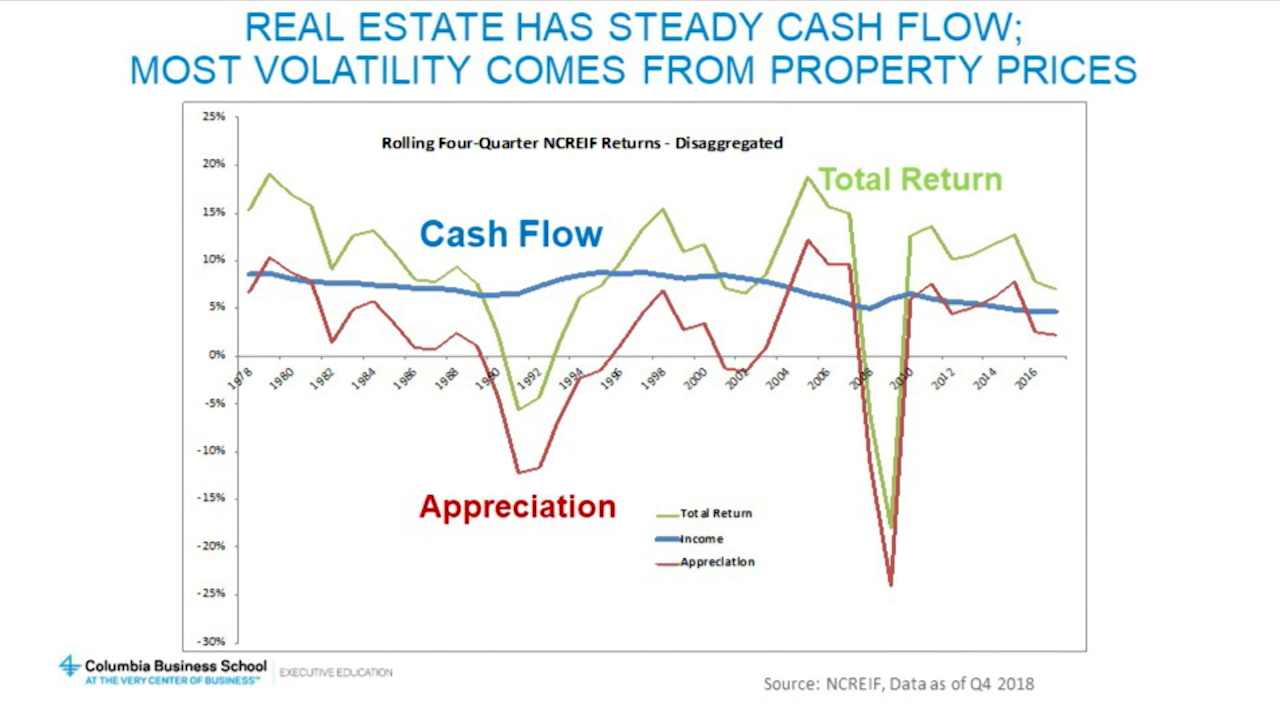 REAL ESTATE HAS STEADY CASH FLOW;
MOST VOLATILITY COMES FROM PROPERTY PRICES
25%
Rolling Four-Quarter NCREIF Returns - Disaggregated
20%
Total Return
15%
Cash Flow
10%
5%
0%
1978 1980 1982 1984 1986 1988 1990 1992 1994 1996 1998 2000 2002 2004 2006 2008 2010 2012 2014 2016
-5%
-10%
-15%
Appreciation
Total Return
Income
-20%
Appreciation
-25%
-30%
Columbia Business School
AT THE VERY CENTER OF BUSINESS™
EXECUTIVE EDUCATION
Source: NCREIF, Data as of Q4 2018